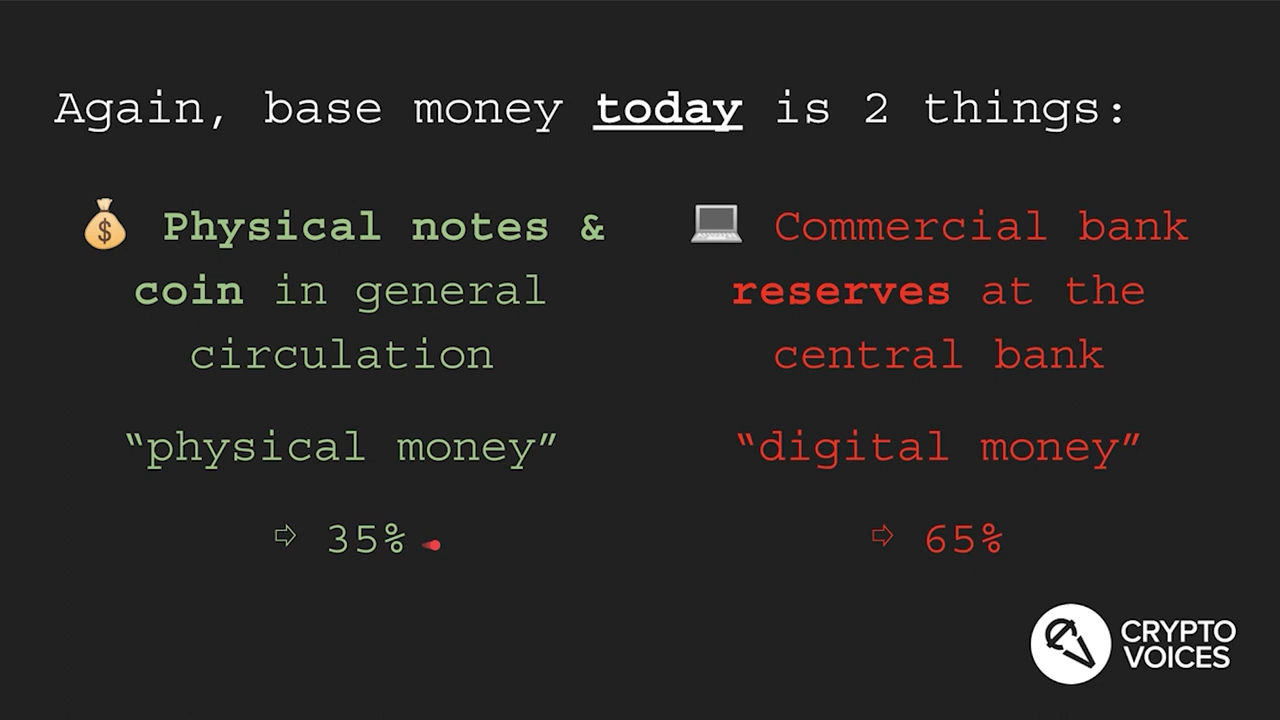 Again, base money today is 2 things:
💰 Physical notes &
coin in general
circulation
“physical money”
⇨ 35%
💻 Commercial bank
reserves at the
central bank
“digital money”
⇨ 65%
CRYPTO
VOICES